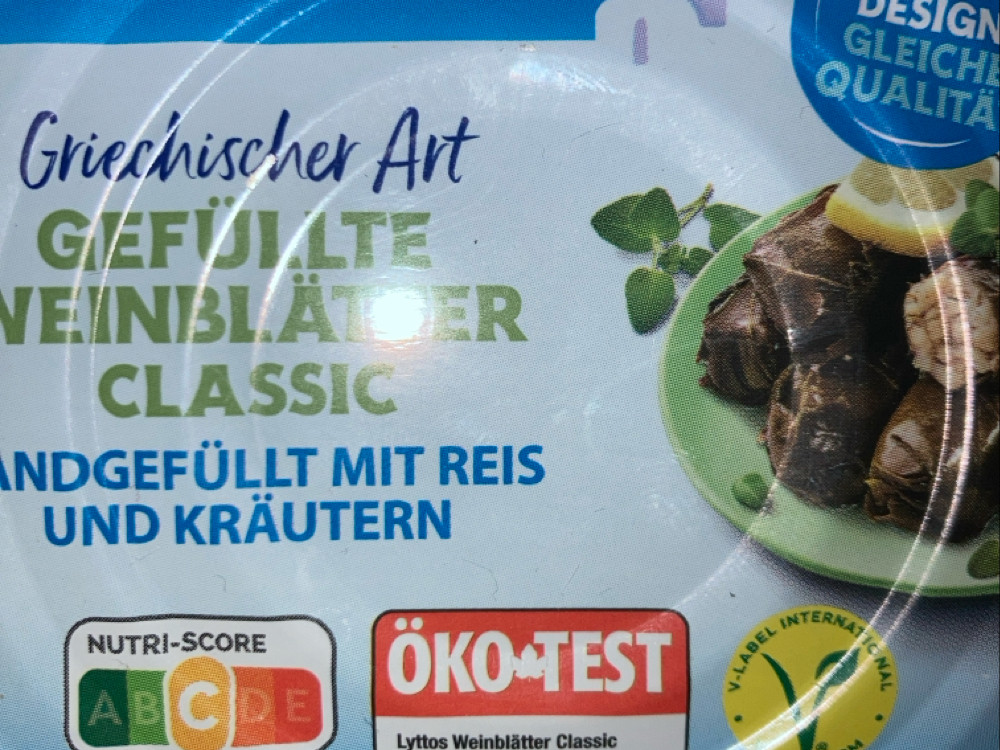 DESIGN
GLEICHE
QUALITÄ
Griechischer Art
GEFÜLLTE
WEINBLÄTTER
CLASSIC
ANDGEFÜLLT MIT REIS
UND KRÄUTERN
NUTRI-SCORE
ABCDE
ÖKO TEST
Lyttos Weinblätter Classic
V-LABEL INTERNATIONAL